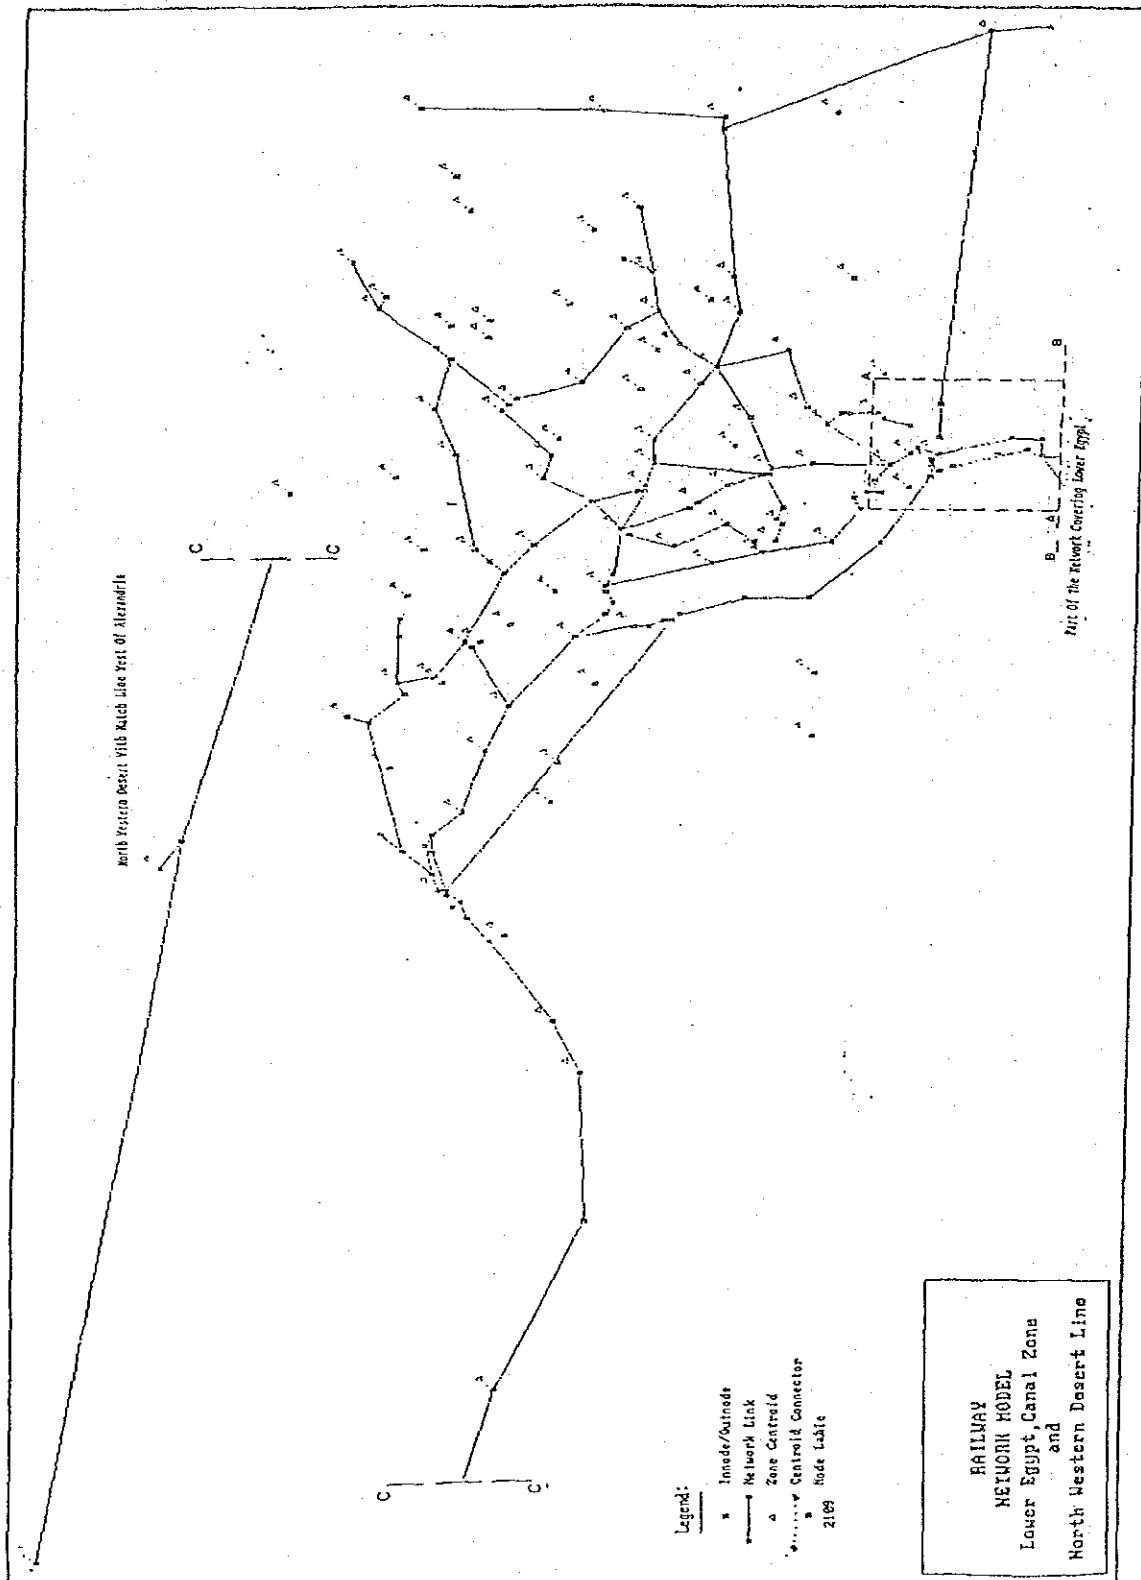 North Western Desert With Match Line West Of Alexandria
C
C
C
C
A
B
B
A
Part Of the Network Covering Lower Egypt
Legend:
Innode/Outnode
Network Link
Zone Centroid
Centroid Connector
Node Lable
2109
RAILWAY
NETWORK MODEL
Lower Egypt, Canal Zone
and
North Western Desert Line